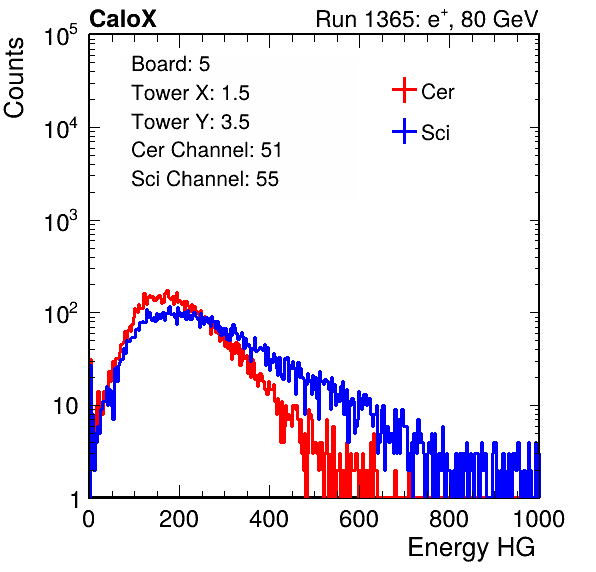 CaloX Run 1365: e⁺, 80 GeV
Counts
10⁵
10⁴
10³
10²
10
1
Board: 5
Tower X: 1.5
Tower Y: 3.5
Cer Channel: 51
Sci Channel: 55
Cer
Sci
0 200 400 600 800 1000
Energy HG